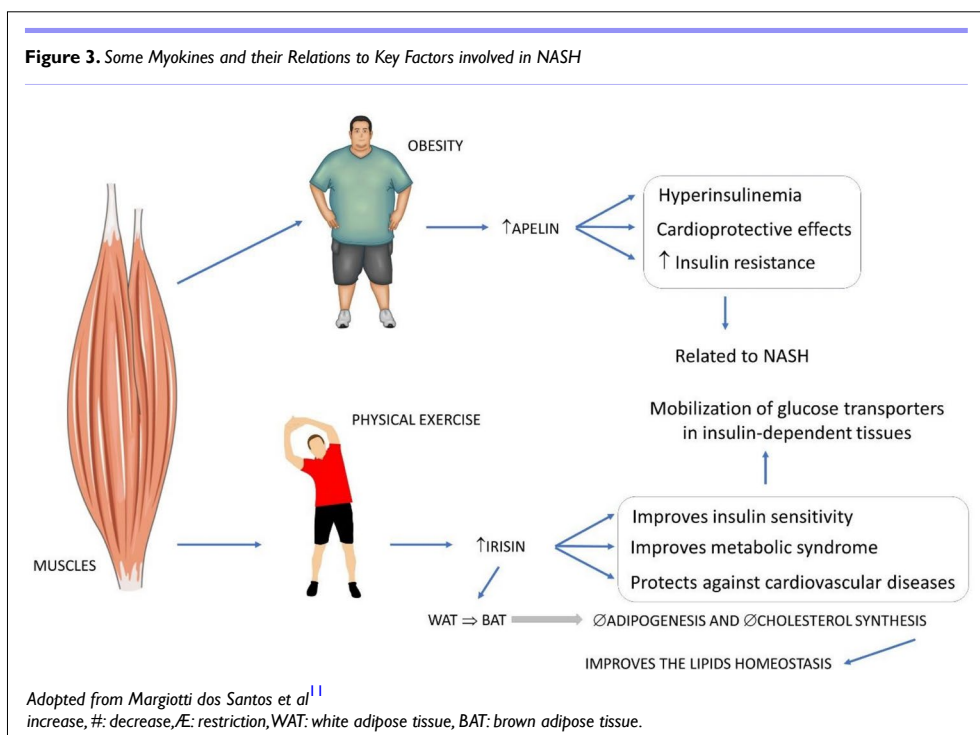 Figure 3. Some Myokines and their Relations to Key Factors involved in NASH
OBESITY
↑APELIN
Hyperinsulinemia
Cardioprotective effects
↑ Insulin resistance
Related to NASH
Mobilization of glucose transporters
in insulin-dependent tissues
MUSCLES
PHYSICAL EXERCISE
↑IRISIN
Improves insulin sensitivity
Improves metabolic syndrome
Protects against cardiovascular diseases
WAT ⇒ BAT
∅ADIPOGENESIS AND ∅CHOLESTEROL SYNTHESIS
IMPROVES THE LIPIDS HOMEOSTASIS
Adopted from Margiotti dos Santos et al11
increase, #: decrease,Æ: restriction,WAT: white adipose tissue, BAT: brown adipose tissue.